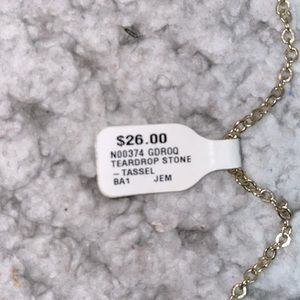 $26.00
N00374 GDROQ
TEARDROP STONE
– TASSEL
BA1 JEM